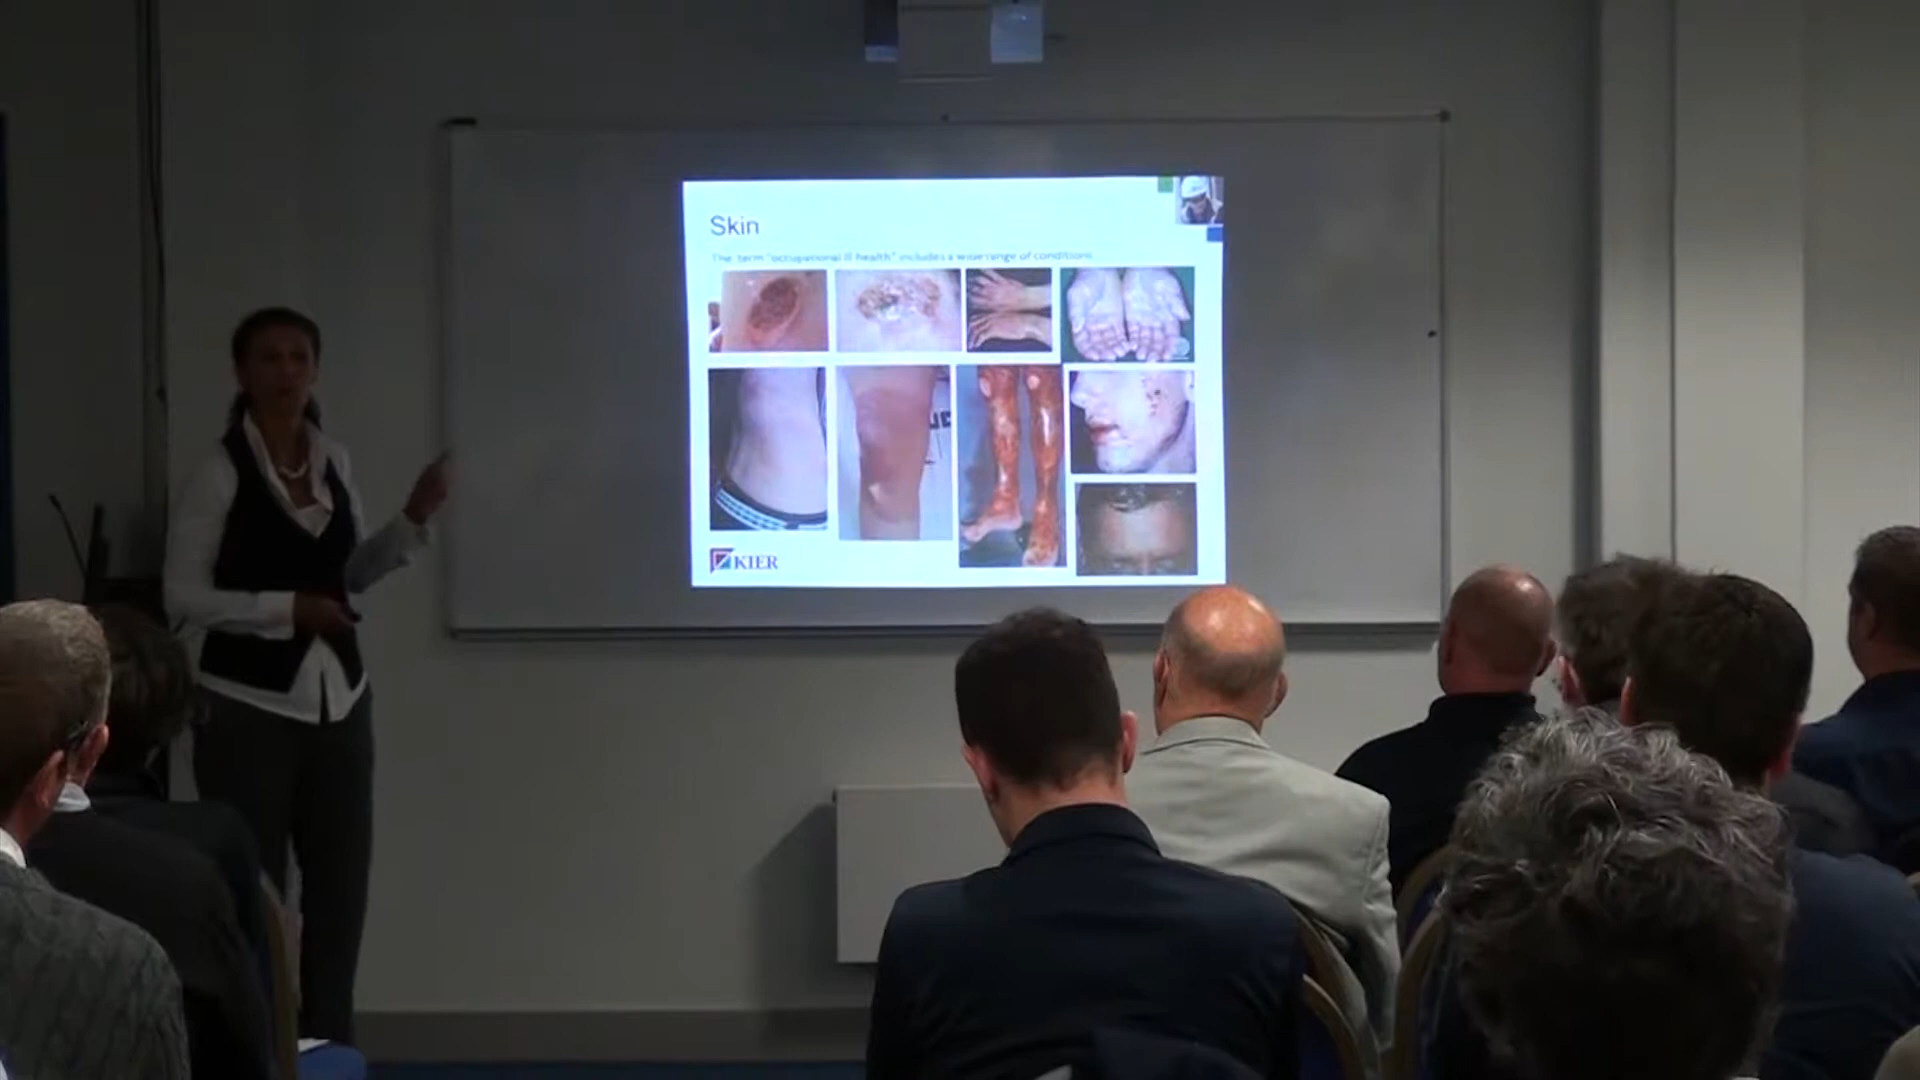 Skin
The term "occupational ill health" includes a wide range of conditions
KIER